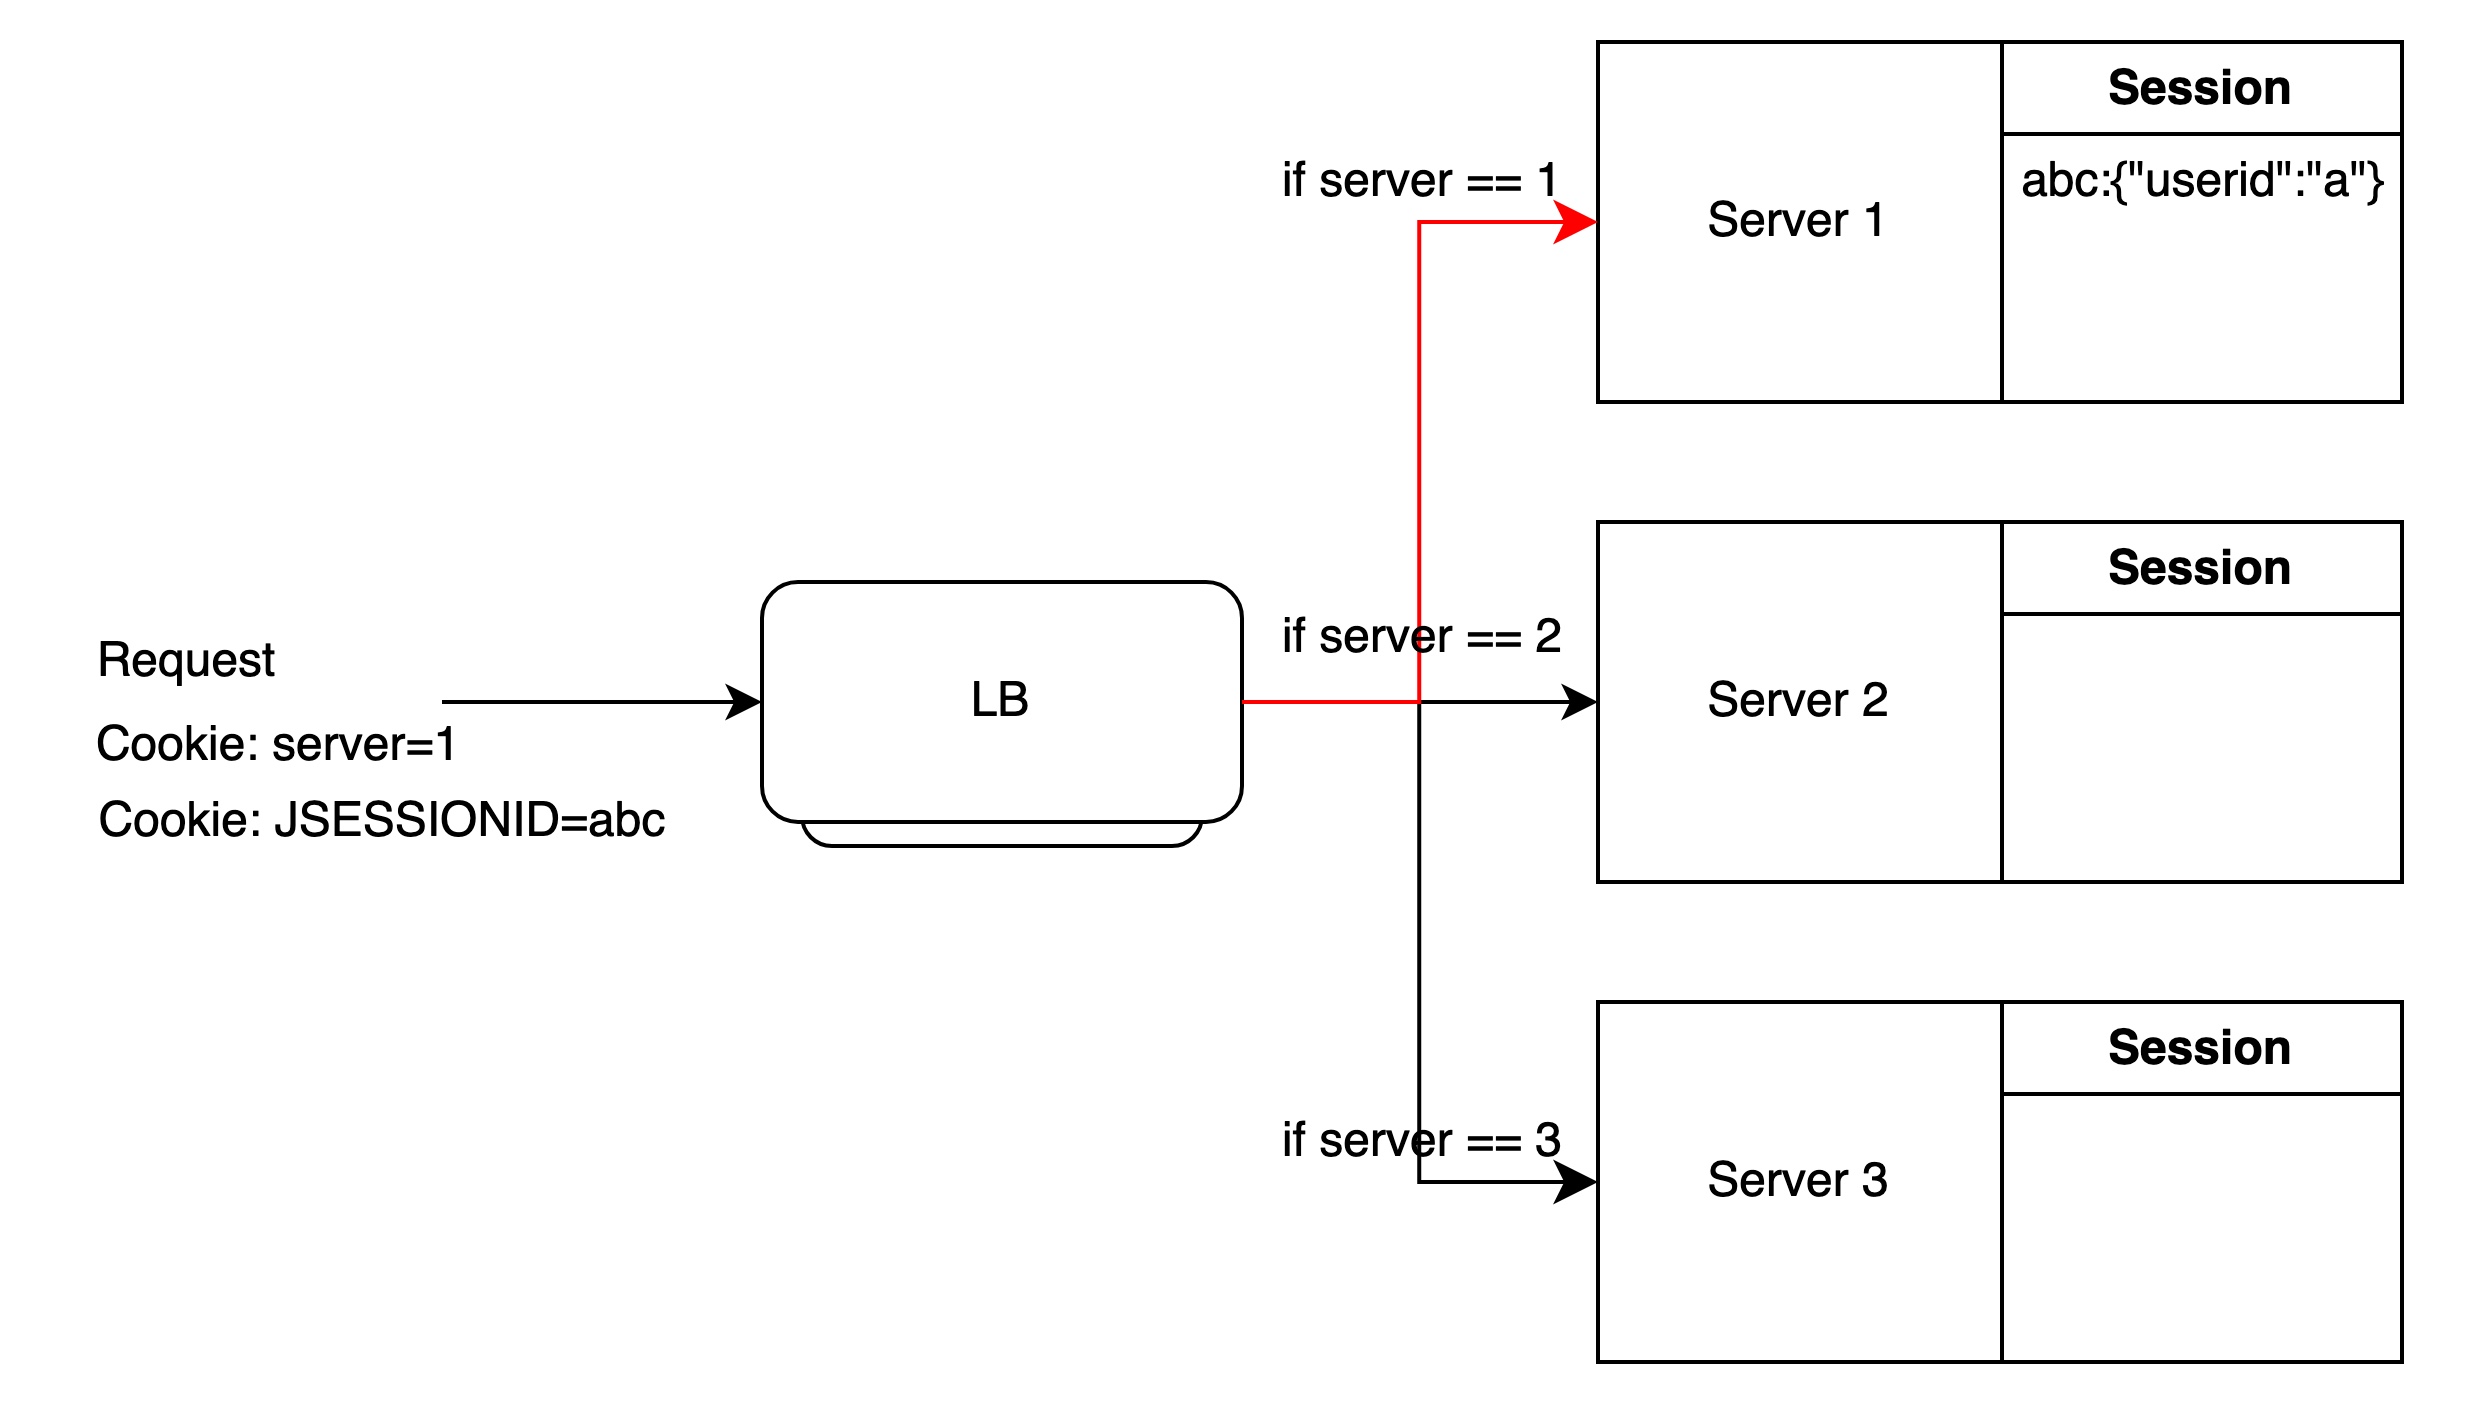 Request
Cookie: server=1
Cookie: JSESSIONID=abc
LB
if server == 1
Server 1
Session
abc:{"userid":"a"}
if server == 2
Server 2
Session
if server == 3
Server 3
Session